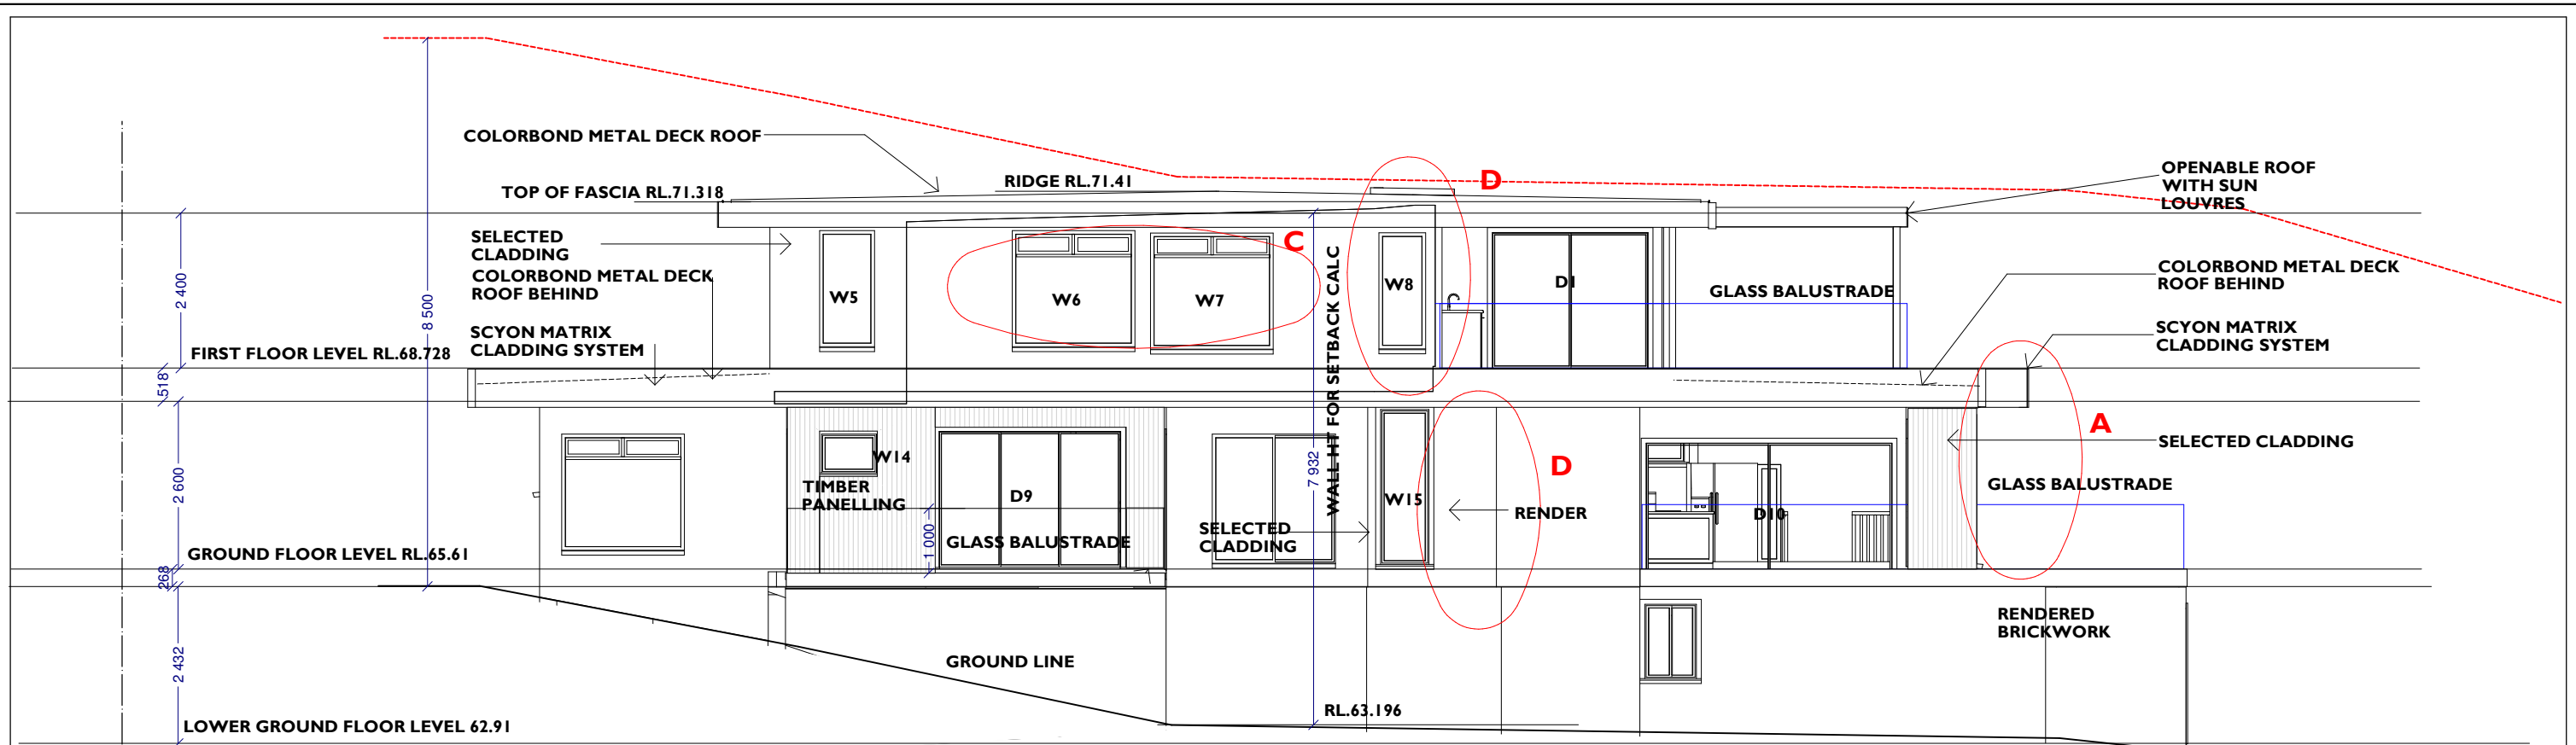 COLORBOND METAL DECK ROOF
TOP OF FASCIA RL.71.318
RIDGE RL.71.41
D
OPENABLE ROOF
WITH SUN
LOUVRES
SELECTED
CLADDING
C
COLORBOND METAL DECK
ROOF BEHIND
COLORBOND METAL DECK
ROOF BEHIND
W5
W6
W7
W8
D1
GLASS BALUSTRADE
2 400
8 500
SCYON MATRIX
CLADDING SYSTEM
SCYON MATRIX
CLADDING SYSTEM
FIRST FLOOR LEVEL RL.68.728
WALL HT FOR SETBACK CALC
518
A
SELECTED CLADDING
W14
D
2 600
TIMBER
PANELLING
D9
7 932
W15
GLASS BALUSTRADE
D10
RENDER
1 000
SELECTED
CLADDING
GLASS BALUSTRADE
GROUND FLOOR LEVEL RL.65.61
268
RENDERED
BRICKWORK
2 432
GROUND LINE
RL.63.196
LOWER GROUND FLOOR LEVEL 62.91